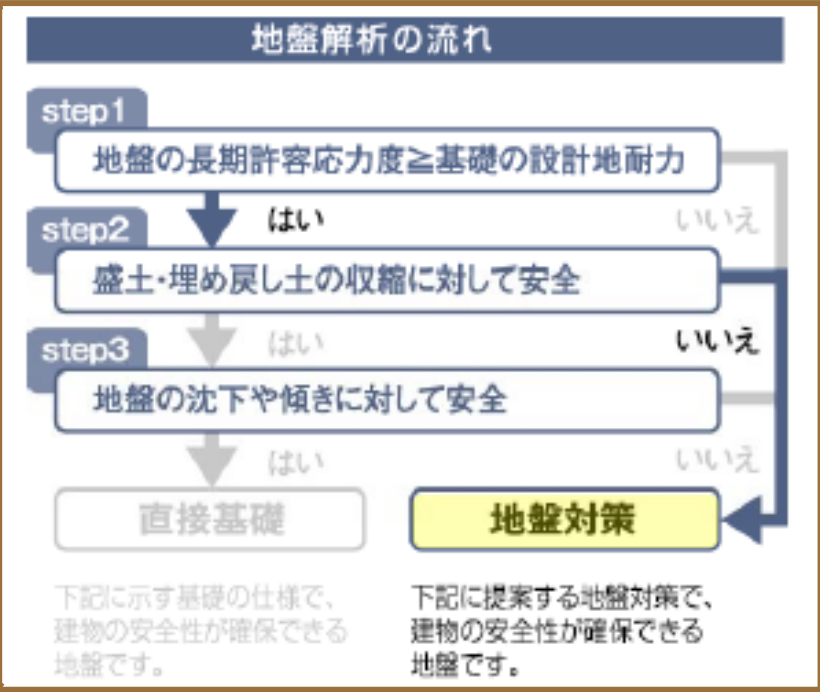 地盤解析の流れ
step1
地盤の長期許容応力度≧基礎の設計地耐力
はい
いいえ
step2
盛土・埋め戻し土の収縮に対して安全
はい
いいえ
step3
地盤の沈下や傾きに対して安全
はい
いいえ
直接基礎
地盤対策
下記に示す基礎の仕様で、
建物の安全性が確保できる
地盤です。
下記に提案する地盤対策で、
建物の安全性が確保できる
地盤です。